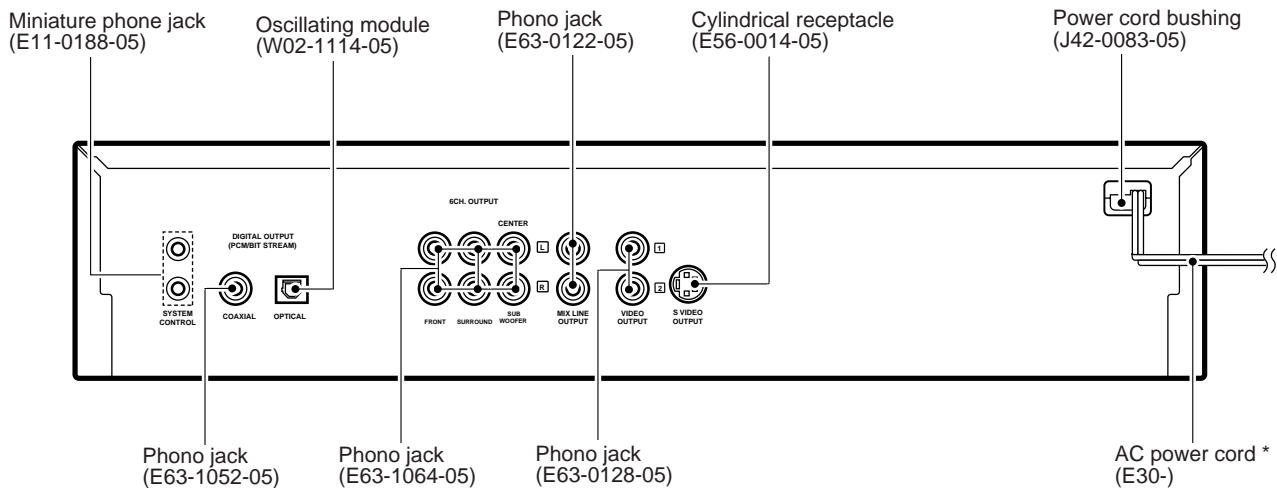 Miniature phone jack
(E11-0188-05)
Oscillating module
(W02-1114-05)
Phono jack
(E63-0122-05)
Cylindrical receptacle
(E56-0014-05)
Power cord bushing
(J42-0083-05)
6CH. OUTPUT
CENTER
DIGITAL OUTPUT
(PCM/BIT STREAM)
L
1
R
2
SYSTEM
CONTROL
COAXIAL
OPTICAL
FRONT
SURROUND
SUB
WOOFER
MIX LINE
OUTPUT
VIDEO
OUTPUT
S VIDEO
OUTPUT
Phono jack
(E63-1052-05)
Phono jack
(E63-1064-05)
Phono jack
(E63-0128-05)
AC power cord *
(E30-)